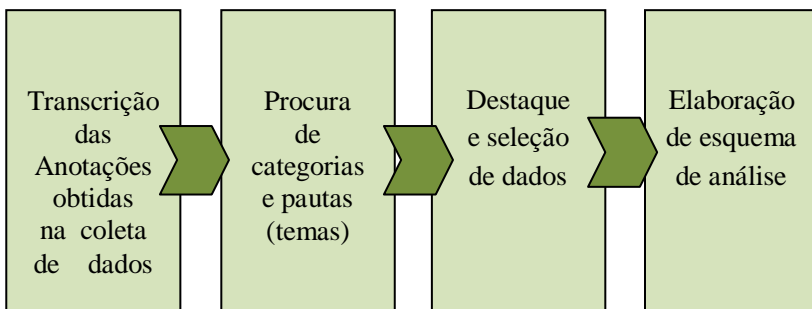 Transcrição
das
Anotações
obtidas
na coleta
de dados
Procura
de
categorias
e pautas
(temas)
Destaque
e seleção
de dados
Elaboração
de esquema
de análise